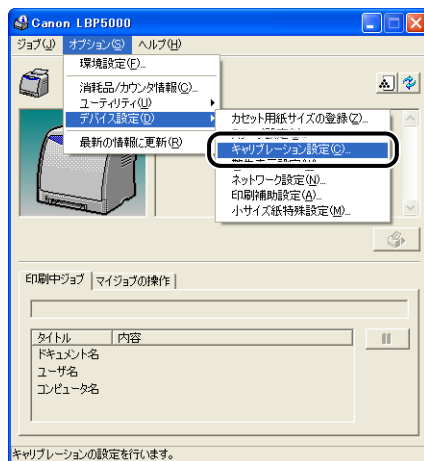 Canon LBP5000
ジョブ(J) オプション(S) ヘルプ(H)
環境設定(F)...
消耗品/カウンタ情報(C)...
ユーティリティ(U)
デバイス設定(D)
最新の情報に更新(R)
カセット用紙サイズの登録(Z)...
キャリブレーション設定(C)...
ネットワーク設定(N)...
印刷補助設定(A)...
小サイズ紙特殊設定(M)...
印刷中ジョブ マイジョブの操作
タイトル 内容
ドキュメント名
ユーザ名
コンピュータ名
キャリブレーションの設定を行います。